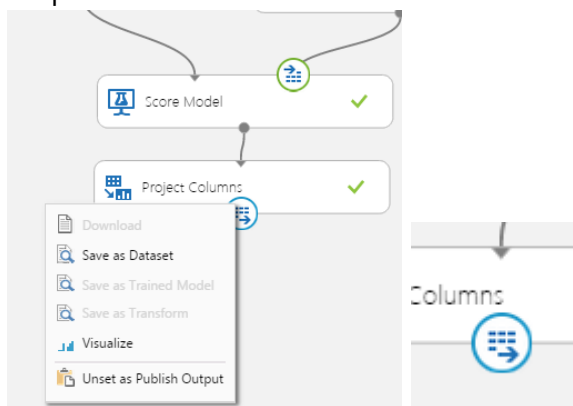 Score Model
Project Columns
Download
Save as Dataset
Save as Trained Model
Save as Transform
Visualize
Unset as Publish Output
Columns